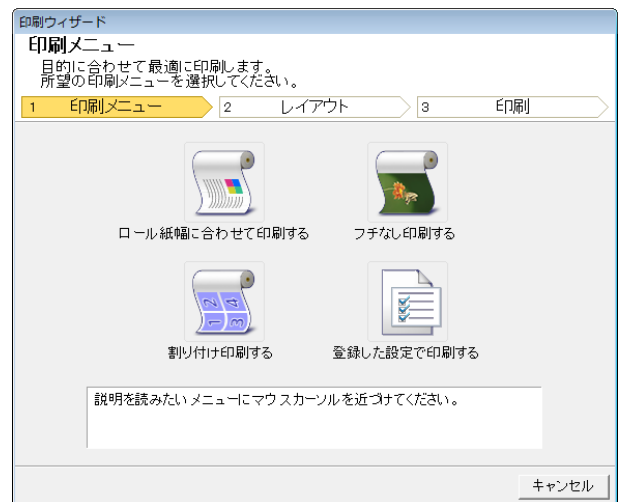 印刷ウィザード
印刷メニュー
目的に合わせて最適に印刷します。
所望の印刷メニューを選択してください。
1 印刷メニュー 2 レイアウト 3 印刷
ロール紙幅に合わせて印刷する フチなし印刷する
1 2 3 4
割り付け印刷する 登録した設定で印刷する
説明を読みたいメニューにマウスカーソルを近づけてください。
キャンセル